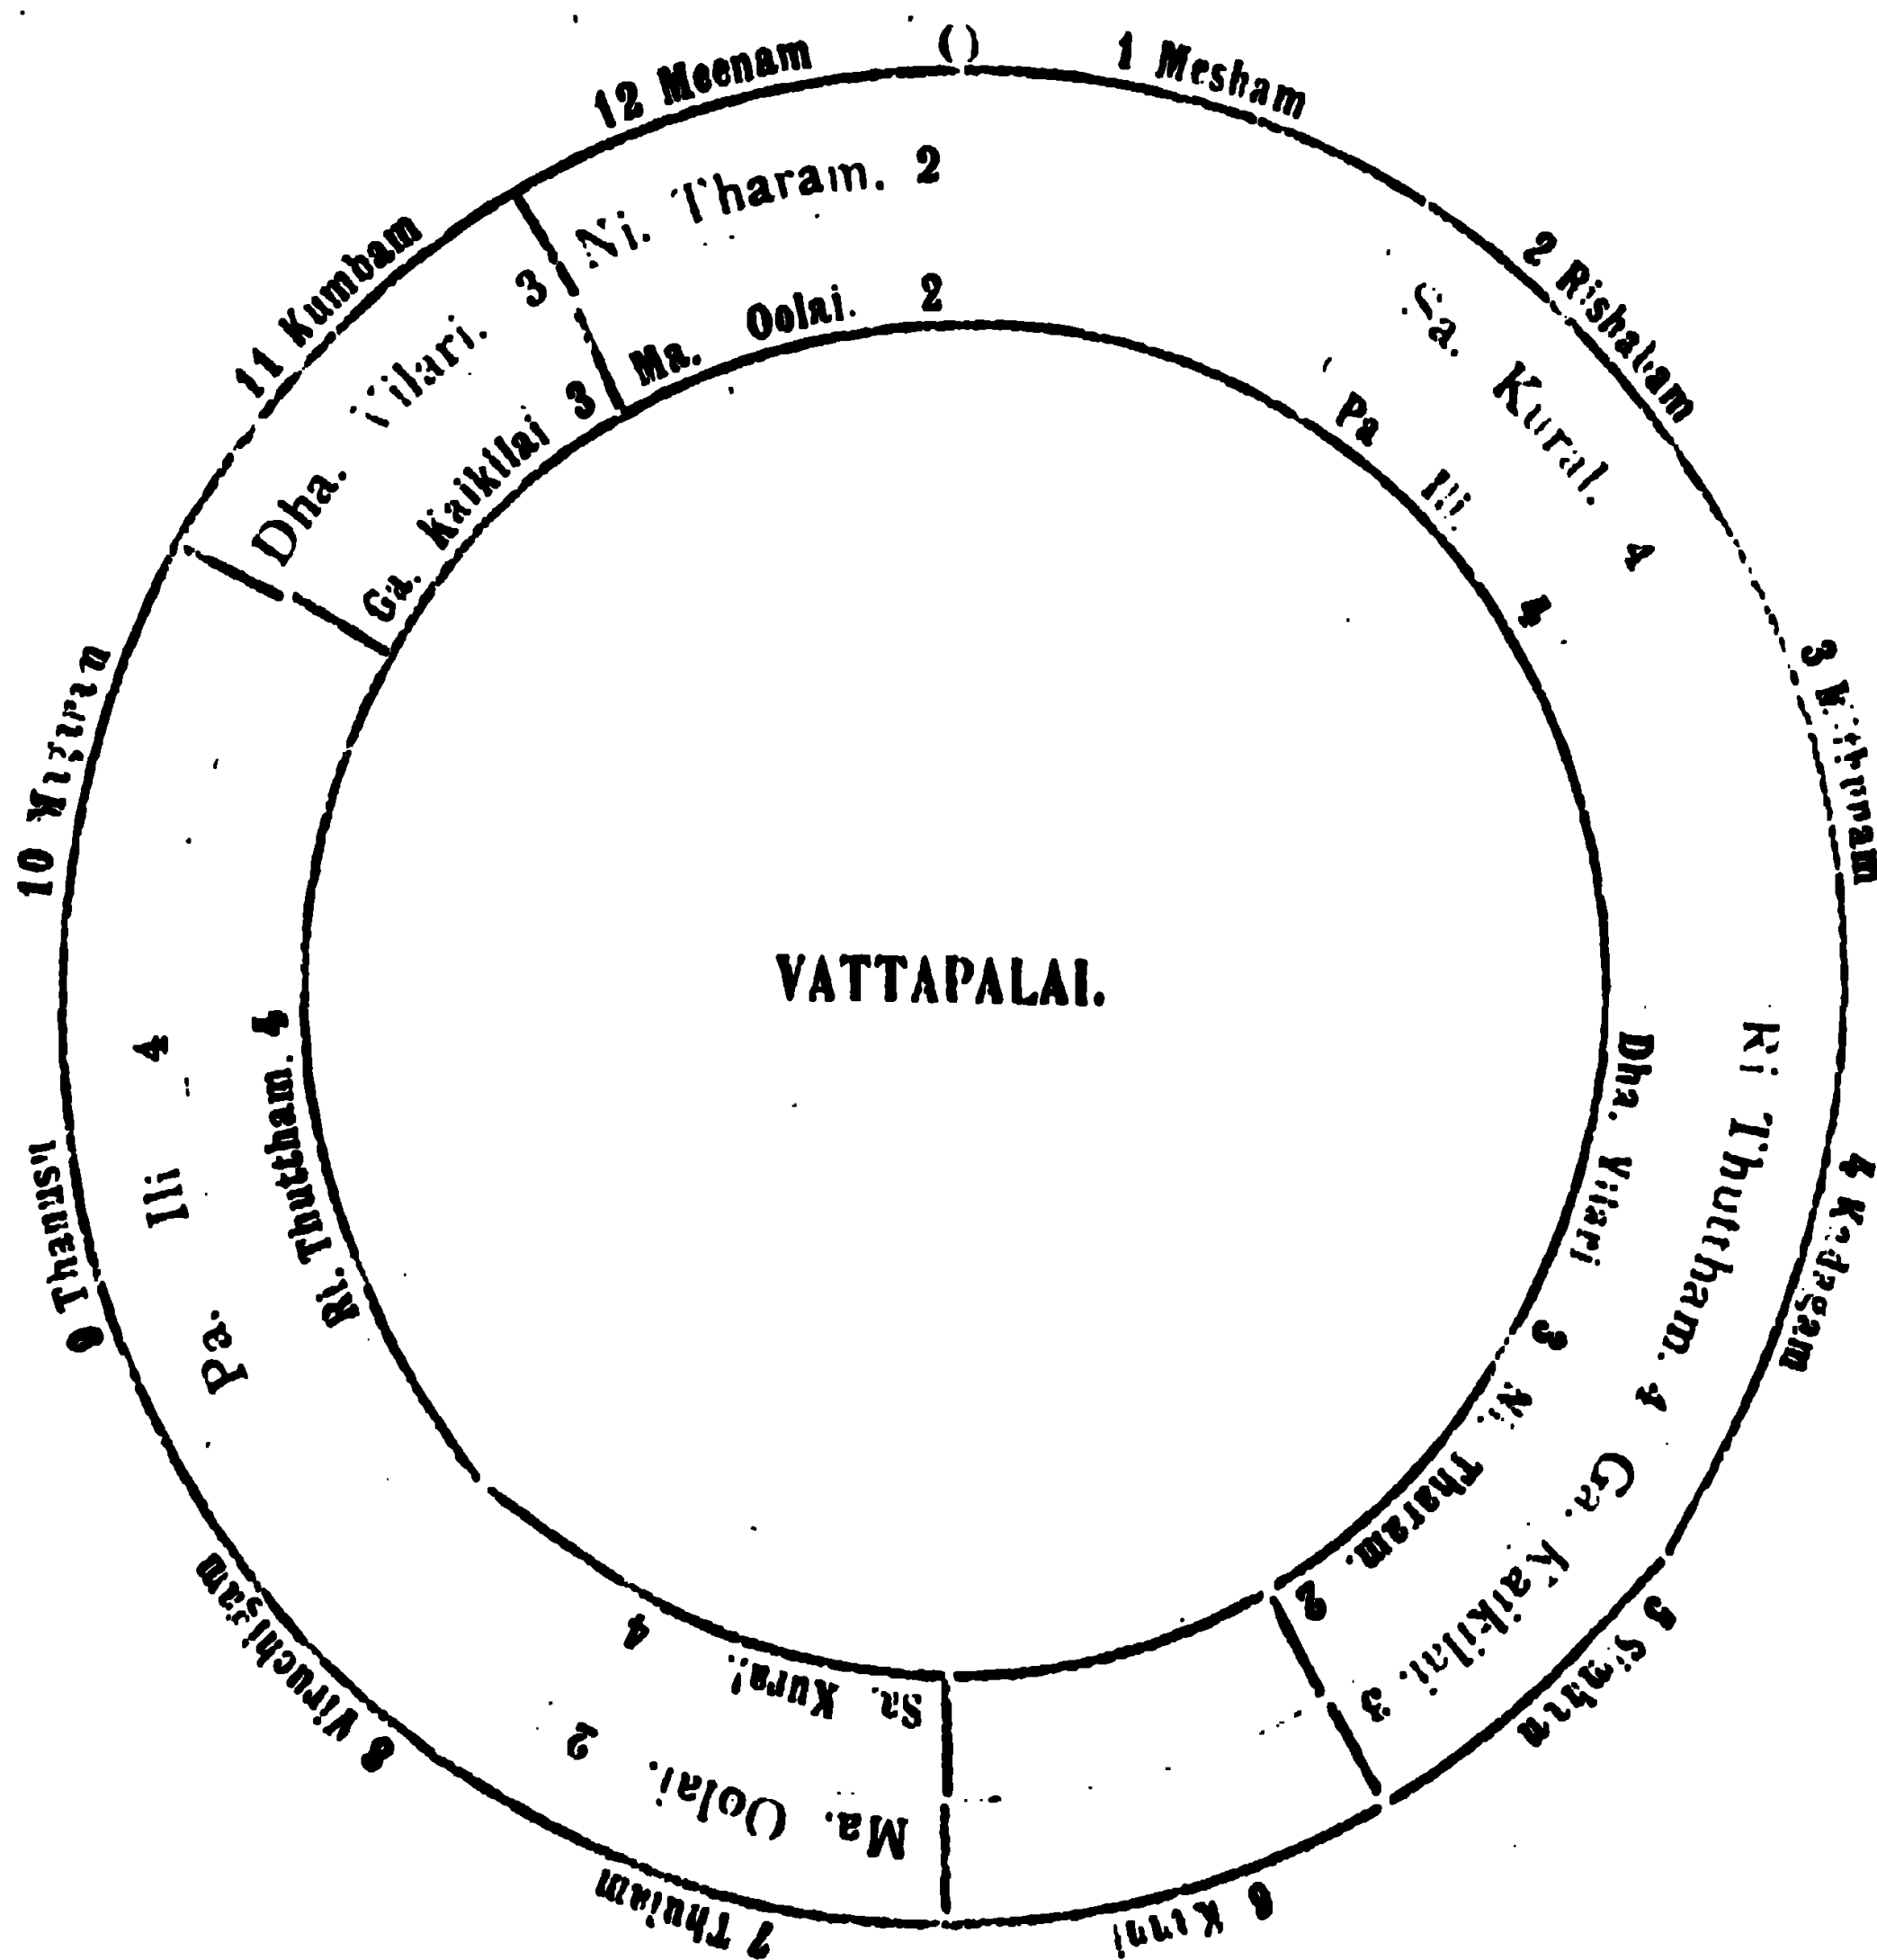 ()
1 Mesham
2 Rishabam
3 Mithunam
4 Kadagam
5 Simham
6 Kanni
7 Thulam
8 Viruchigam
9 Thanusu
10
11 Kumbam
12 Meenam
Ni. Tharam. 2
Sa. Kural. 4
Ri Thuttham. 4
Ga. Kaikilai. 3
Ma. Oolai. 2
Pa. Ili 4
Dha. Vilari. 3
Ma. Oolai. 2
Pa Ili 4
Dha. Vilari 3
Ni. Tharam. 2
Sa. Kural. 4
Ri. Thuttham. 4
Ga. Kaikilai 3
VATTAPALAI.